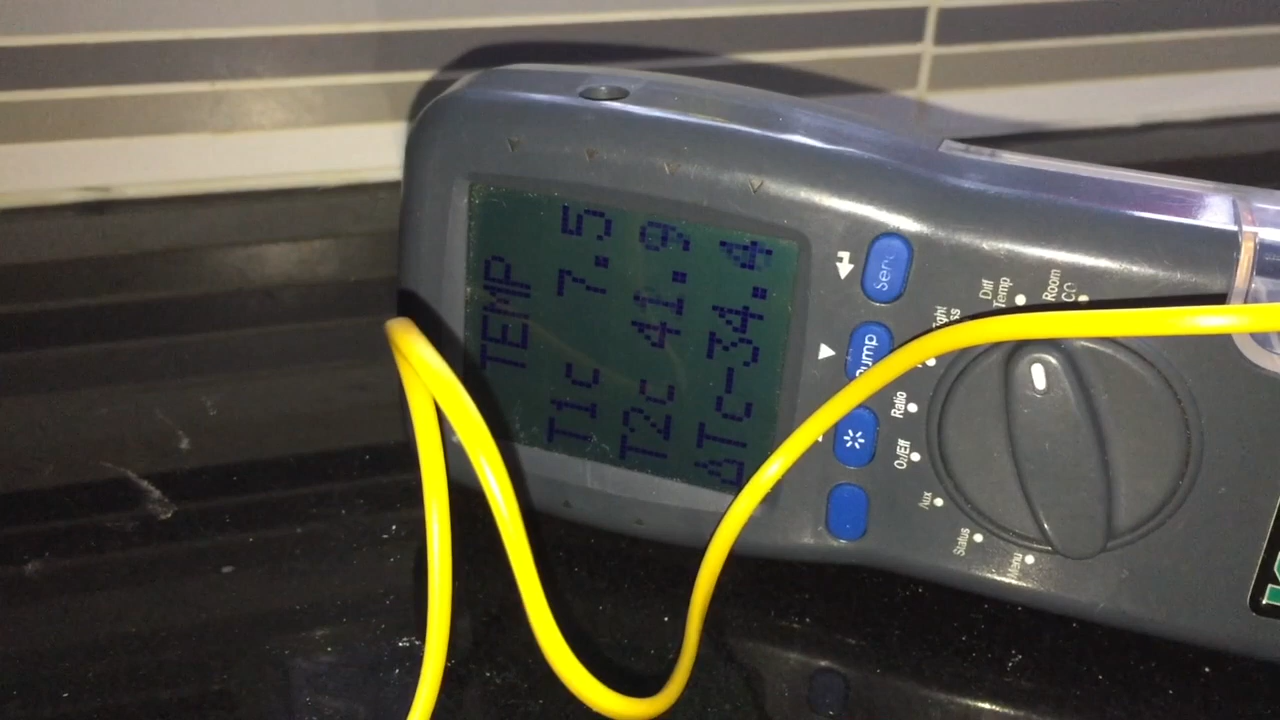 TEMP
T1c 7.5
T2c 41.9
ΔTc-34.4
Send
Diff
Temp
Room
CO
Ratio
O₂/Eff
Aux
Status
Menu